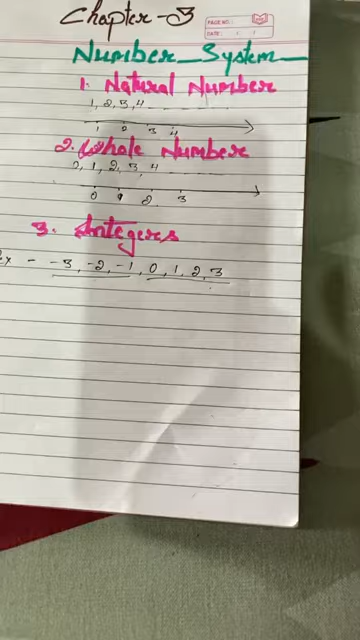 Chapter-3
PAGE NO.:
DATE: / /
Number System
1. Natural Number
1, 2, 3, 4 ..............
1 2 3 4
2. Whole Number
0, 1, 2, 3, 4 ..............
0 1 2 3
3. Integers
- -3, -2, -1, 0, 1, 2, 3